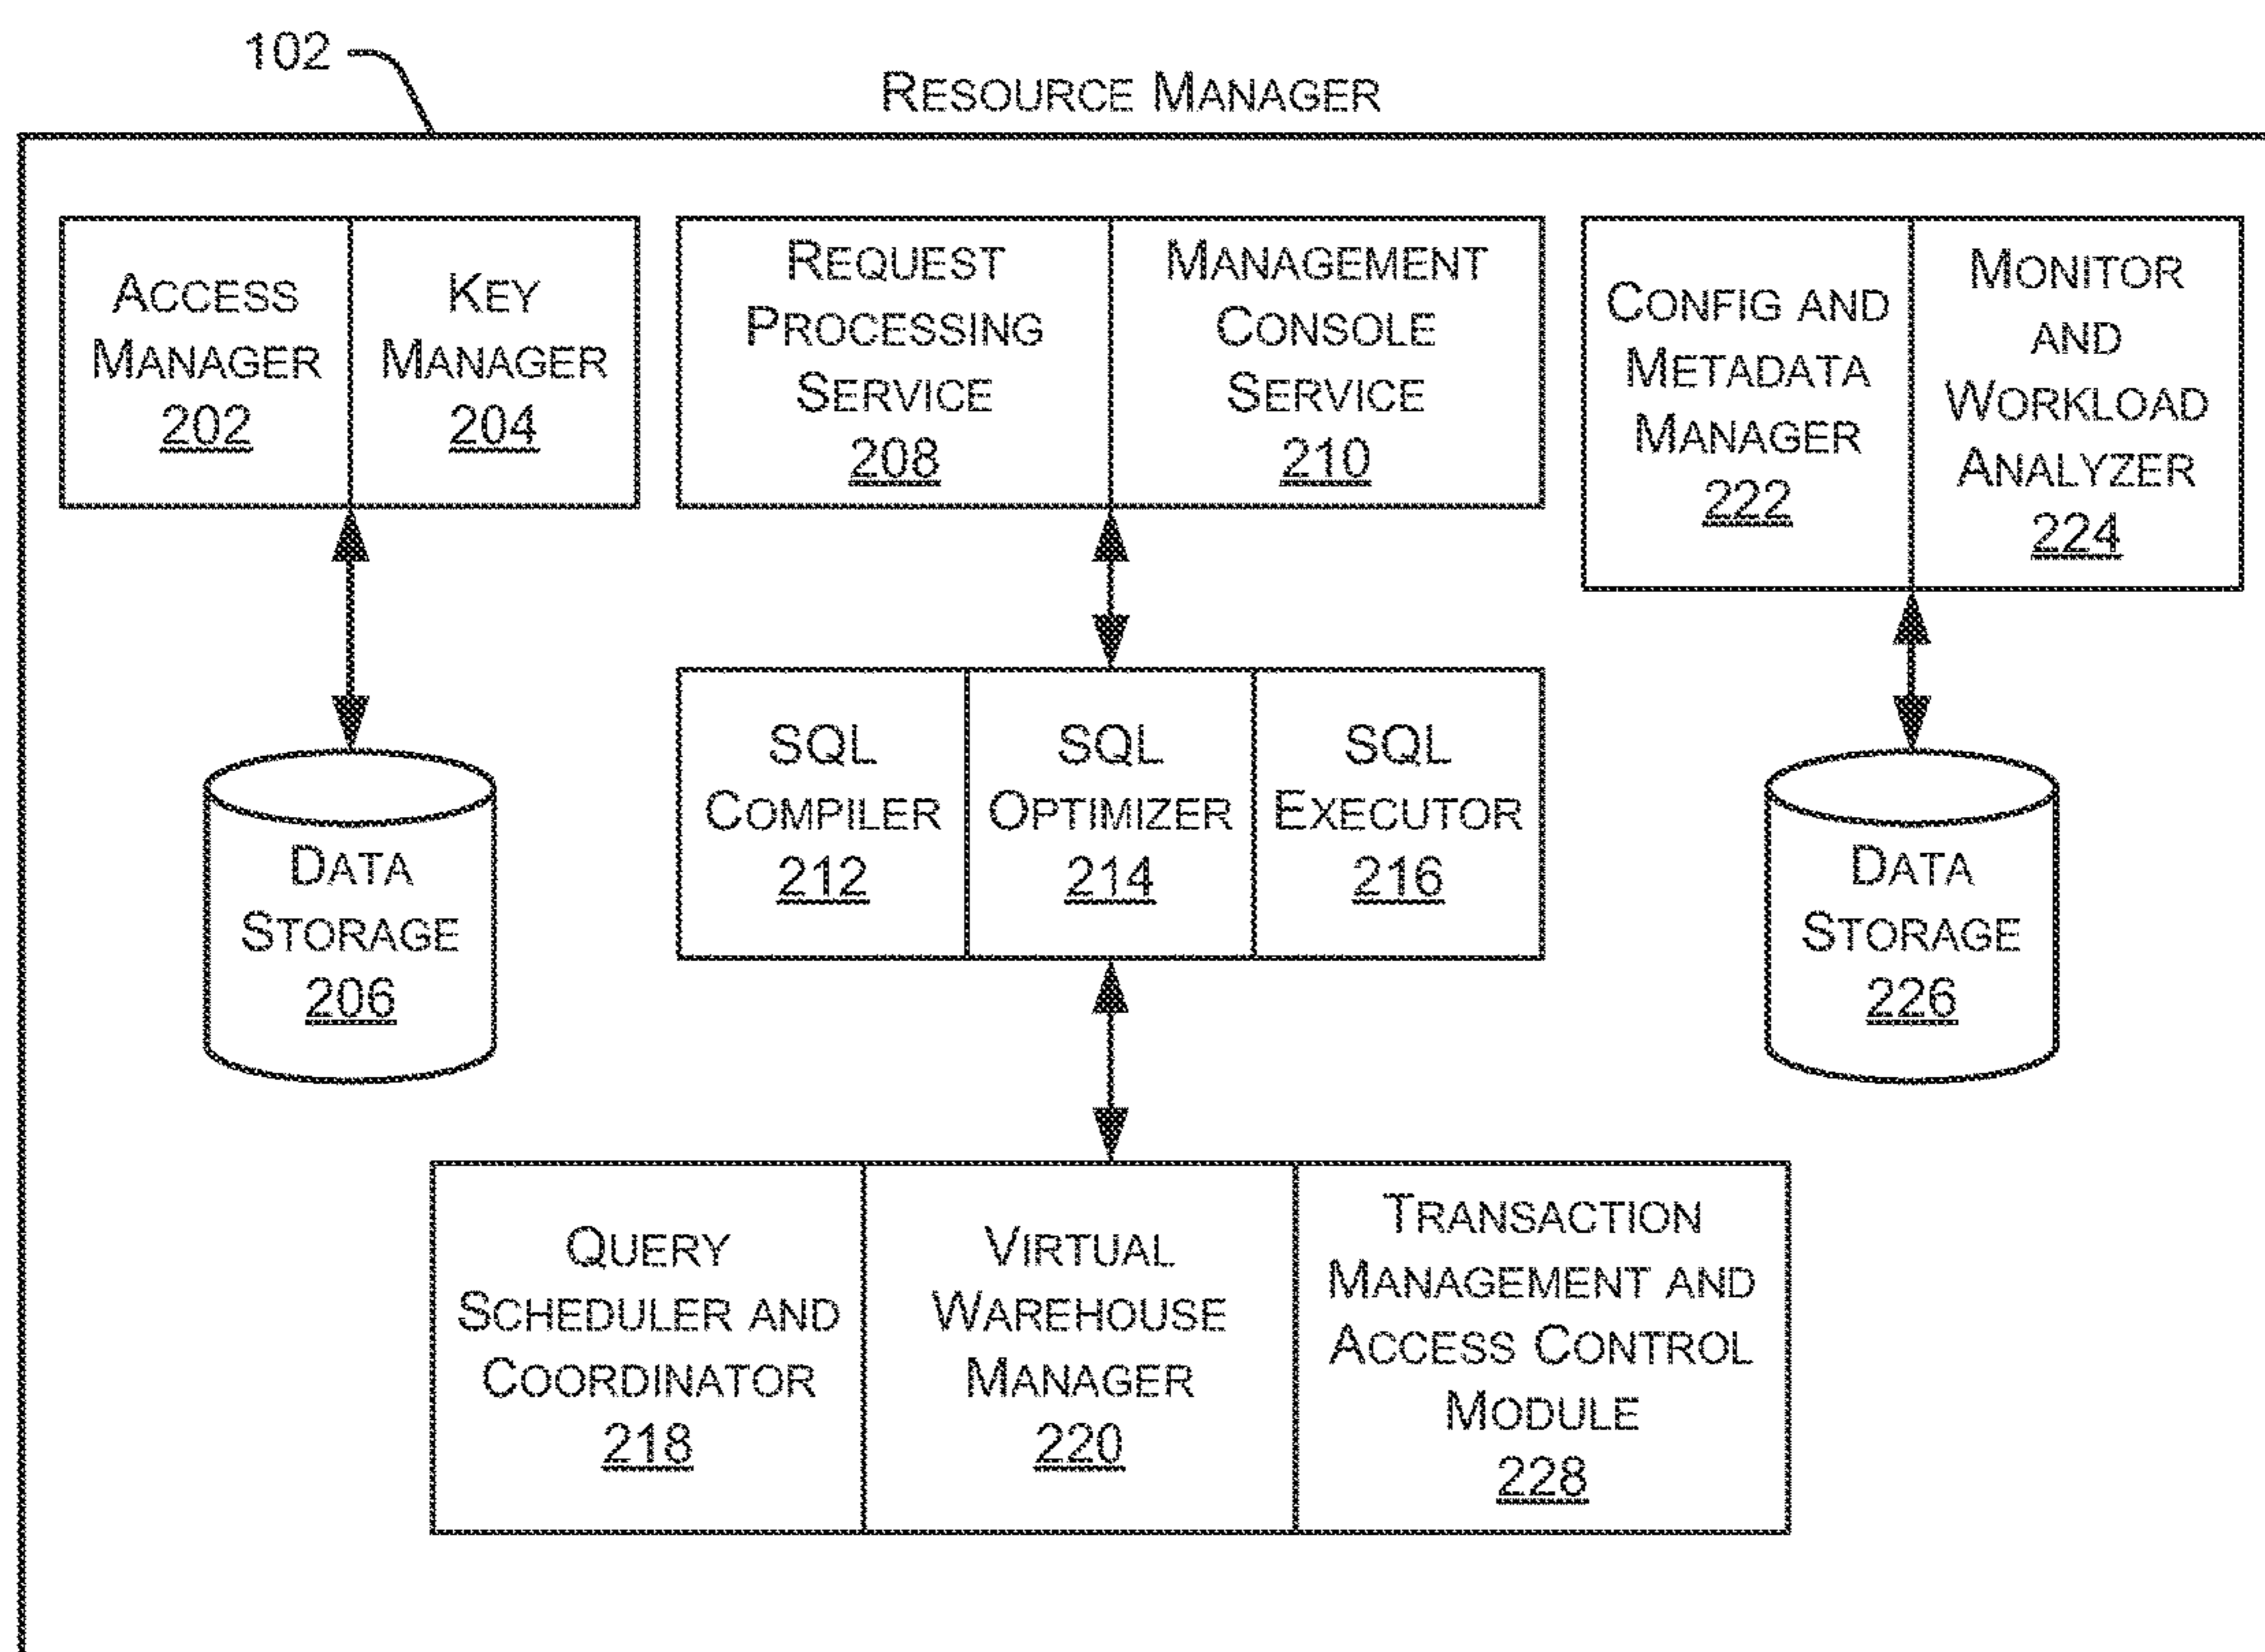 102
RESOURCE MANAGER
ACCESS
MANAGER
202
KEY
MANAGER
204
REQUEST
PROCESSING
SERVICE
208
MANAGEMENT
CONSOLE
SERVICE
210
CONFIG AND
METADATA
MANAGER
222
MONITOR
AND
WORKLOAD
ANALYZER
224
DATA
STORAGE
206
SQL
COMPILER
212
SQL
OPTIMIZER
214
SQL
EXECUTOR
216
DATA
STORAGE
226
QUERY
SCHEDULER AND
COORDINATOR
218
VIRTUAL
WAREHOUSE
MANAGER
220
TRANSACTION
MANAGEMENT AND
ACCESS CONTROL
MODULE
228